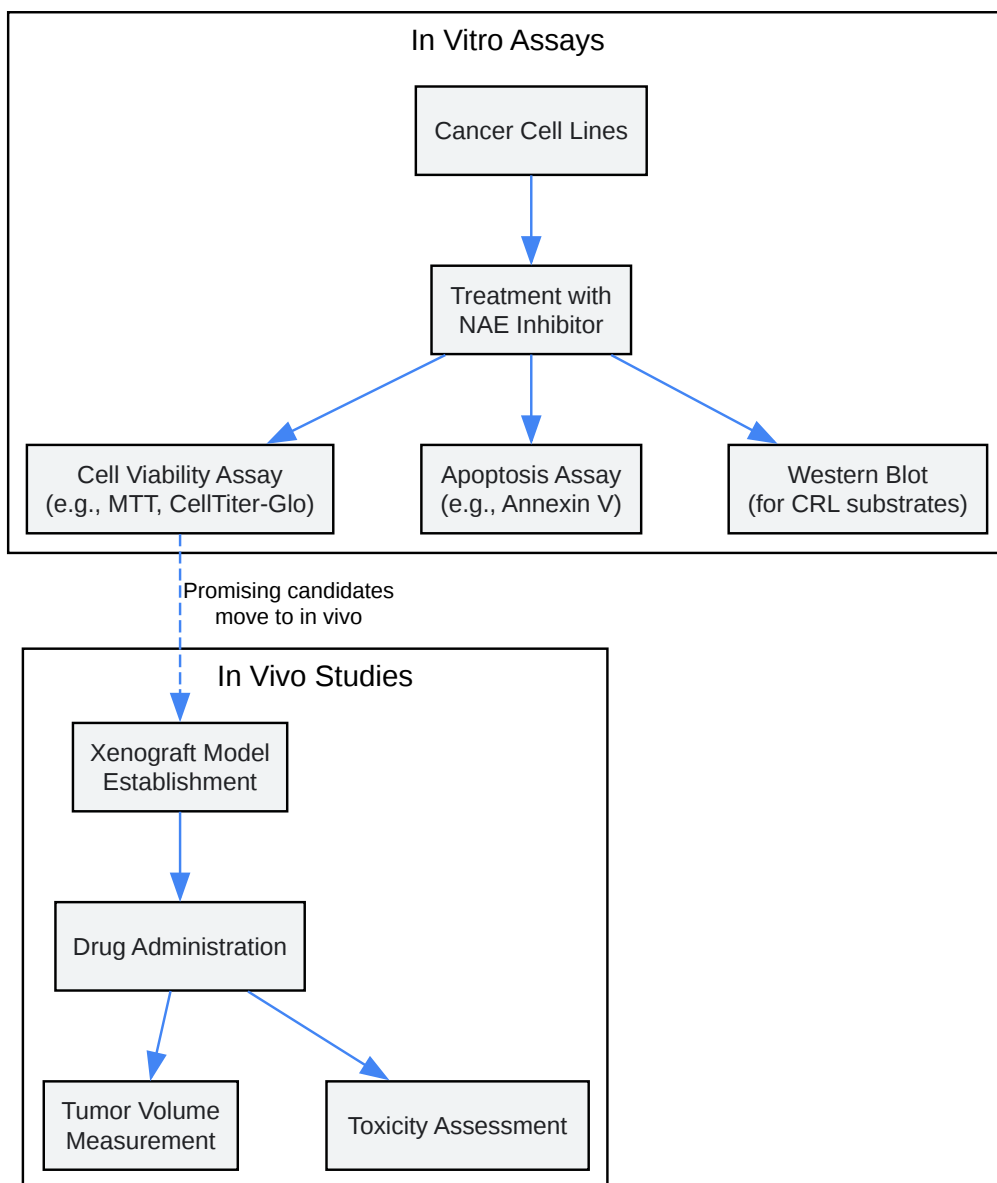 In Vitro Assays
Cancer Cell Lines
Treatment with
NAE Inhibitor
Cell Viability Assay
(e.g., MTT, CellTiter-Glo)
Apoptosis Assay
(e.g., Annexin V)
Western Blot
(for CRL substrates)
Promising candidates
move to in vivo
In Vivo Studies
Xenograft Model
Establishment
Drug Administration
Tumor Volume
Measurement
Toxicity Assessment